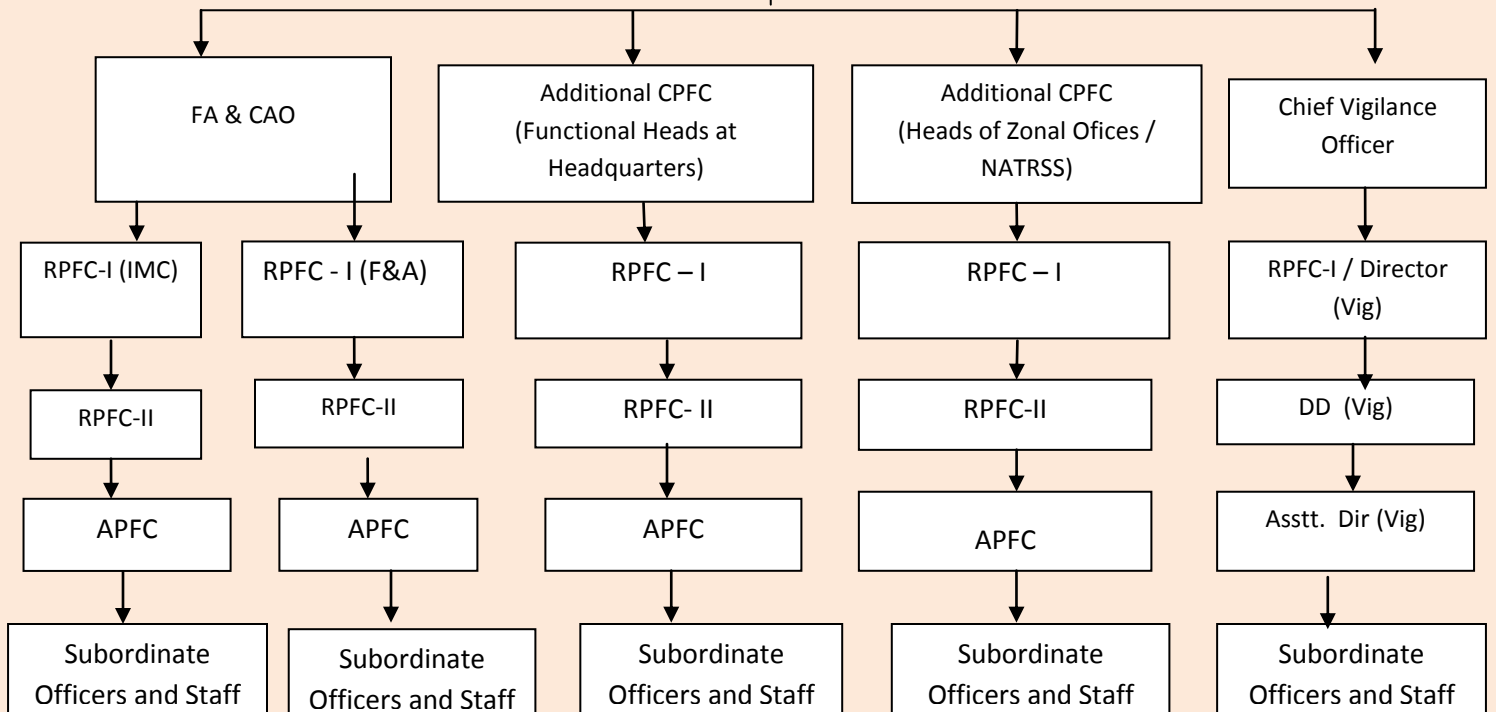 FA & CAO
Additional CPFC
(Functional Heads at
Headquarters)
Additional CPFC
(Heads of Zonal Ofices /
NATRSS)
Chief Vigilance
Officer
RPFC-I (IMC)
RPFC - I (F&A)
RPFC – I
RPFC – I
RPFC-I / Director
(Vig)
RPFC-II
RPFC-II
RPFC- II
RPFC-II
DD (Vig)
APFC
APFC
APFC
APFC
Asstt. Dir (Vig)
Subordinate
Officers and Staff
Subordinate
Officers and Staff
Subordinate
Officers and Staff
Subordinate
Officers and Staff
Subordinate
Officers and Staff